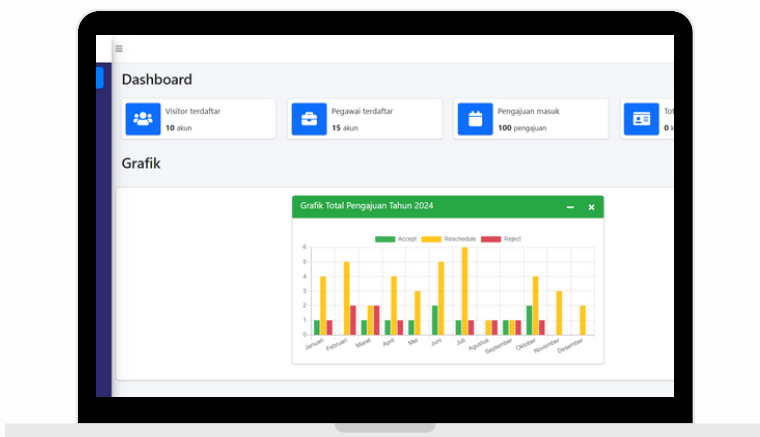 Dashboard
Visitor terdaftar
10 akun
Pegawai terdaftar
15 akun
Pengajuan masuk
100 pengajuan
Tot
0 k
Grafik
Grafik Total Pengajuan Tahun 2024
Accept Reschedule Reject
6
5
4
3
2
1
0
Januari Februari Maret April Mei Juni Juli Agustus September Oktober November Desember